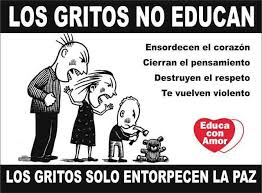 LOS GRITOS NO EDUCAN
Ensordecen el corazón
Cierran el pensamiento
Destruyen el respeto
Te vuelven violento
Educa
con
Amor
LOS GRITOS SOLO ENTORPECEN LA PAZ